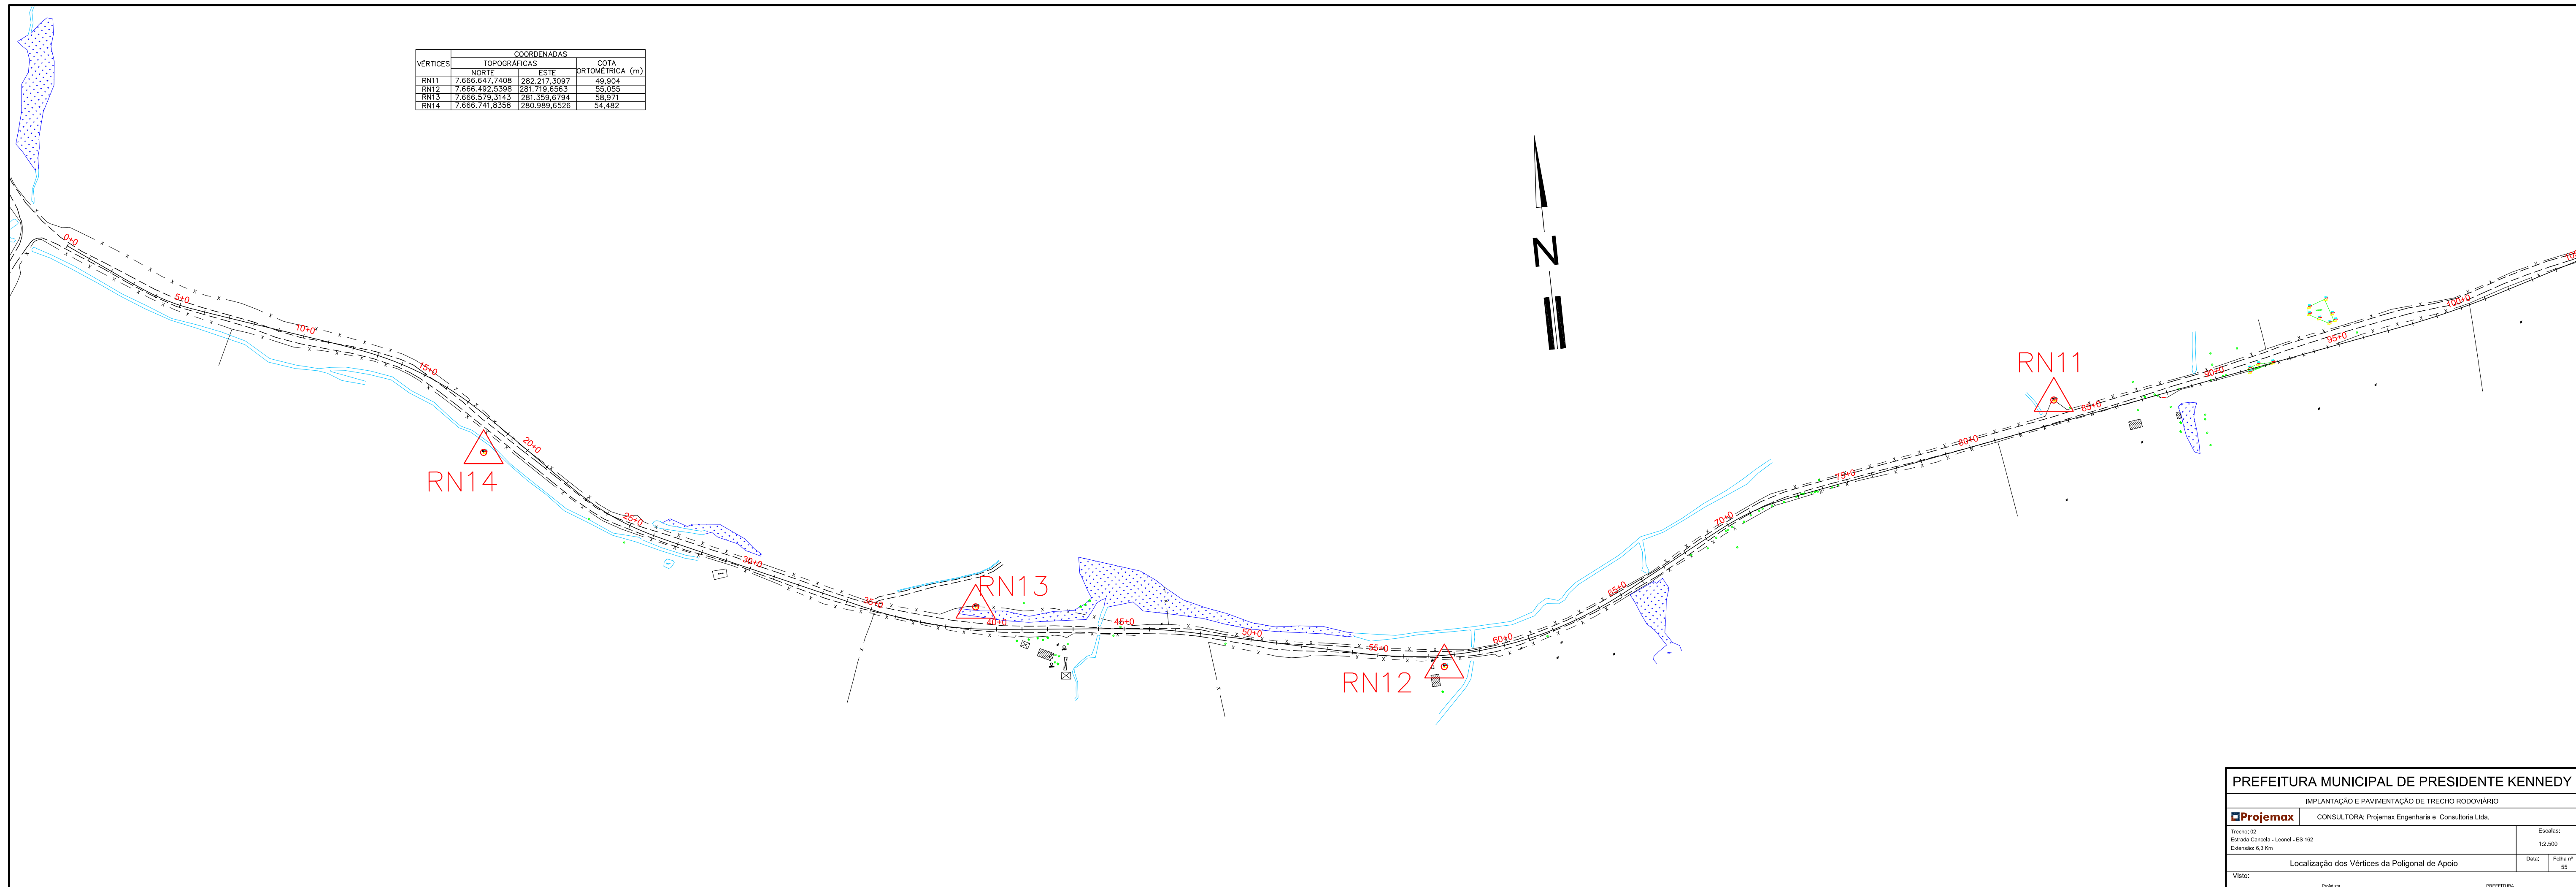 COORDENADAS
VÉRTICES TOPOGRÁFICAS COTA ORTOMÉTRICA (m)
NORTE ESTE
RN11 7.666.647,7408 282.217,3097 49,904
RN12 7.666.492,5398 281.719,6563 55,055
RN13 7.666.579,3143 281.359,6794 58,971
RN14 7.666.741,8358 280.989,6526 54,482
N
0+0
5+0
10+0
15+0
20+0
25+0
30+0
35+0
40+0
45+0
50+0
55+0
60+0
65+0
70+0
75+0
80+0
85+0
90+0
95+0
100+0
RN14
RN13
RN12
RN11
PREFEITURA MUNICIPAL DE PRESIDENTE KENNEDY
IMPLANTAÇÃO E PAVIMENTAÇÃO DE TRECHO RODOVIÁRIO
Projemax CONSULTORA: Projemax Engenharia e Consultoria Ltda.
Trecho: 02
Estrada Cancela - Leonel - ES 162
Extensão: 6,3 Km
Escalas:
1:2.500
Localização dos Vértices da Poligonal de Apoio
Data:
Folha nº
55
Visto:
Projetista
PREFEITURA